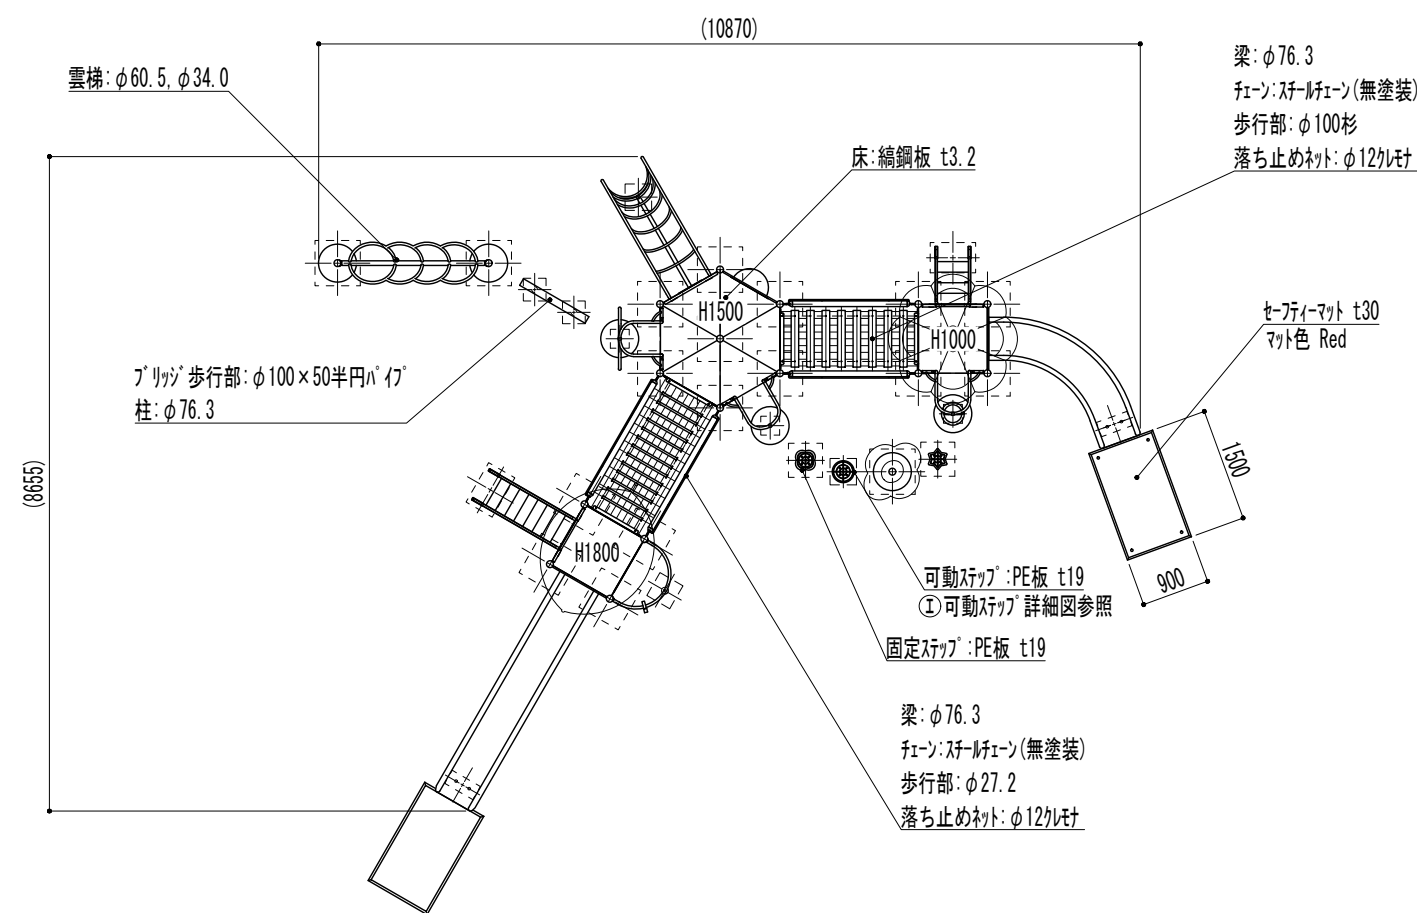 (10870)
雲梯:φ60.5,φ34.0
梁:φ76.3
ﾁｪｰﾝ:ｽﾁｰﾙﾁｪｰﾝ(無塗装)
歩行部:φ100杉
落ち止めﾈｯﾄ:φ12ｸﾚﾓﾅ
床:縞鋼板 t3.2
H1500
H1000
ｾｰﾌﾃｨｰﾏｯﾄ t30
ﾏｯﾄ色 Red
ﾌﾞﾘｯｼﾞ歩行部:φ100×50半円ﾊﾟｲﾌﾟ
柱:φ76.3
(8655)
1500
900
H1800
可動ｽﾃｯﾌﾟ:PE板 t19
Ⓘ可動ｽﾃｯﾌﾟ詳細図参照
固定ｽﾃｯﾌﾟ:PE板 t19
梁:φ76.3
ﾁｪｰﾝ:ｽﾁｰﾙﾁｪｰﾝ(無塗装)
歩行部:φ27.2
落ち止めﾈｯﾄ:φ12ｸﾚﾓﾅ